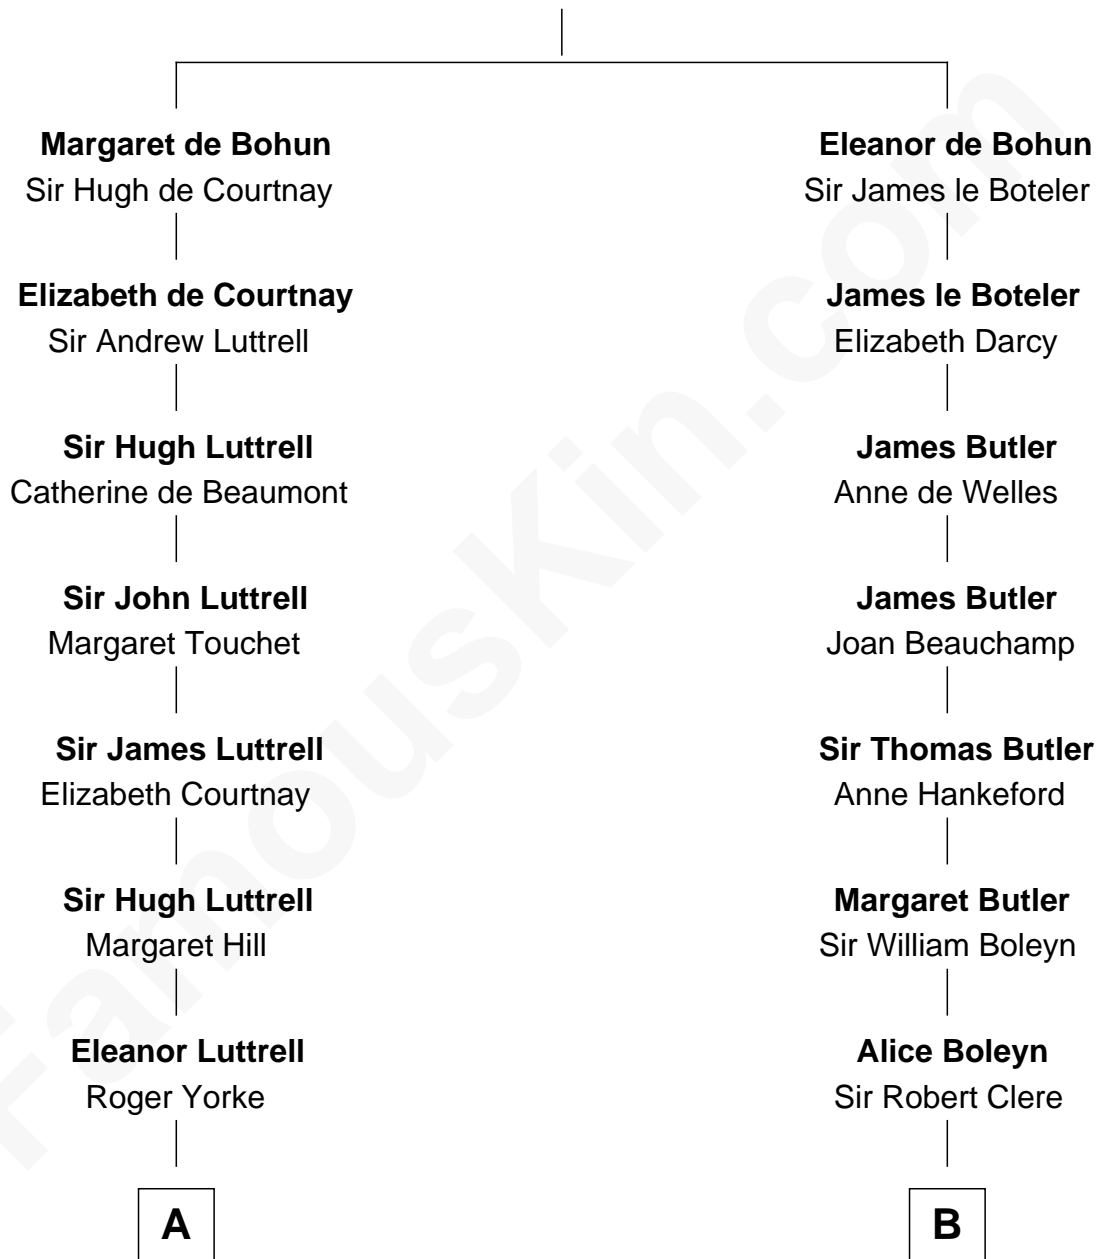 Margaret de Bohun
Sir Hugh de Courtnay
Elizabeth de Courtnay
Sir Andrew Luttrell
Sir Hugh Luttrell
Catherine de Beaumont
Sir John Luttrell
Margaret Touchet
Sir James Luttrell
Elizabeth Courtnay
Sir Hugh Luttrell
Margaret Hill
Eleanor Luttrell
Roger Yorke
A
Eleanor de Bohun
Sir James le Boteler
James le Boteler
Elizabeth Darcy
James Butler
Anne de Welles
James Butler
Joan Beauchamp
Sir Thomas Butler
Anne Hankeford
Margaret Butler
Sir William Boleyn
Alice Boleyn
Sir Robert Clere
B
FamousKin.com